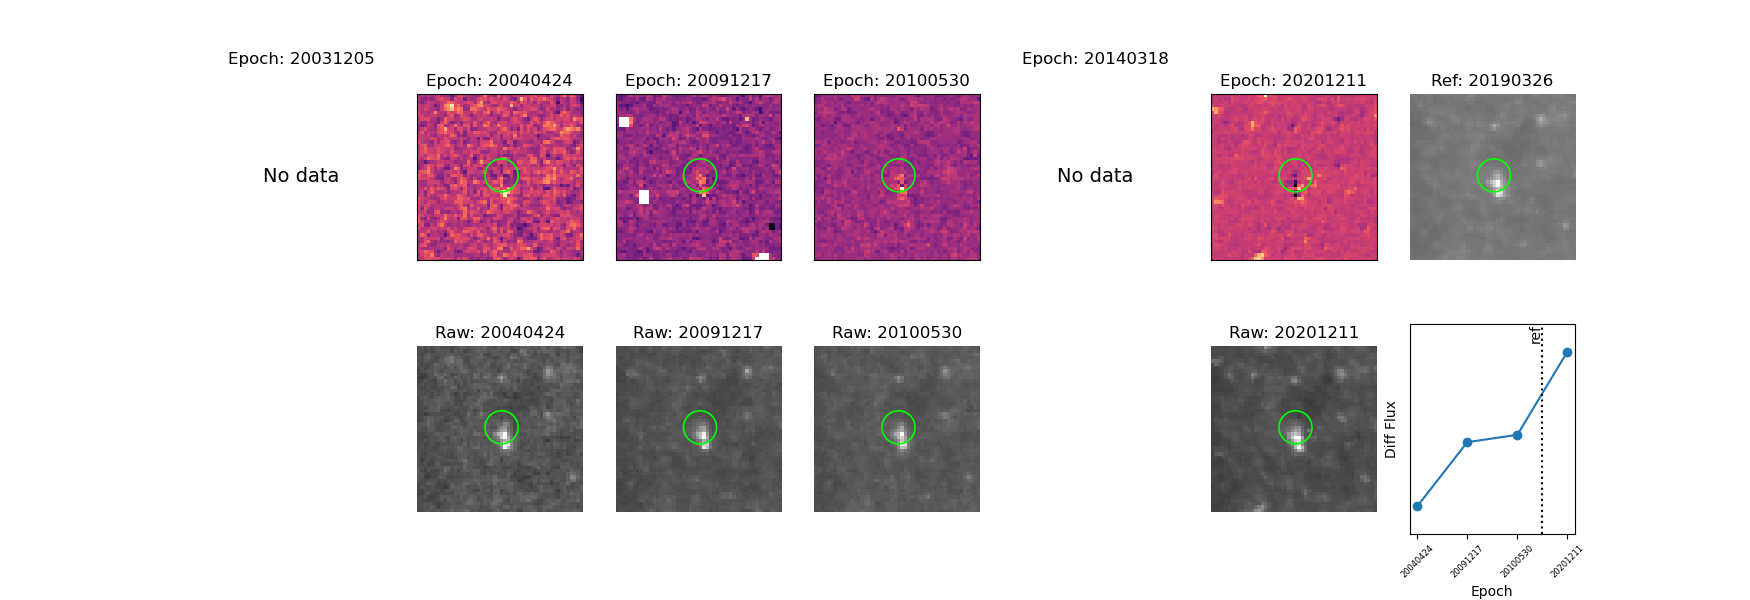 Epoch: 20031205
Epoch: 20140318
Epoch: 20040424
Epoch: 20091217
Epoch: 20100530
Epoch: 20201211
Ref: 20190326
No data
No data
Raw: 20040424
Raw: 20091217
Raw: 20100530
Raw: 20201211
ref
Diff Flux
20040424
20091217
20100530
20201211
Epoch